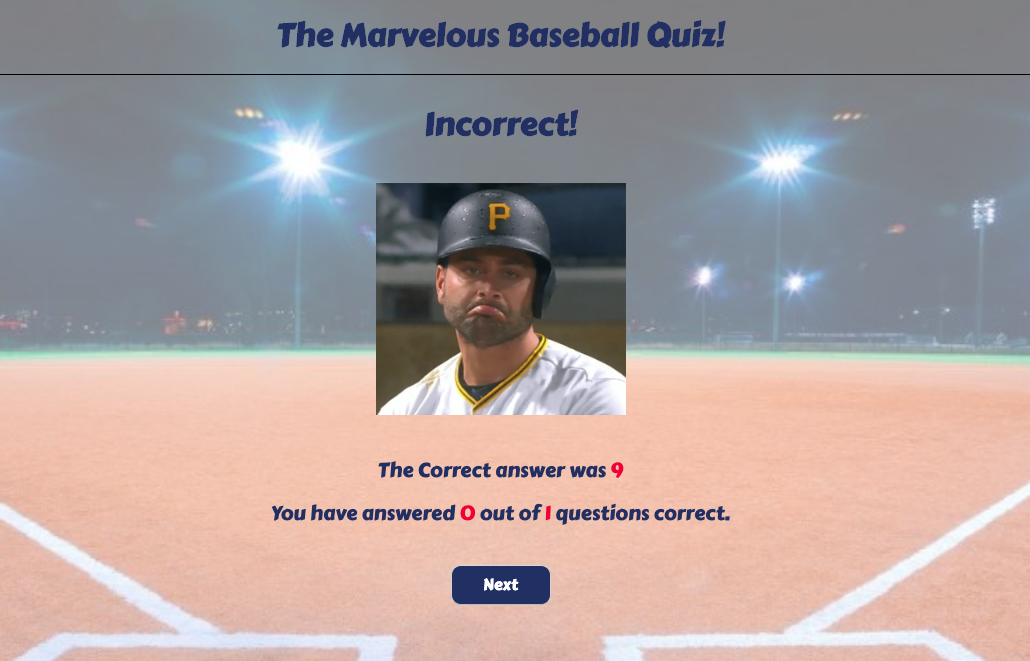 The Marvelous Baseball Quiz!
Incorrect!
P
The Correct answer was 9
You have answered 0 out of 1 questions correct.
Next